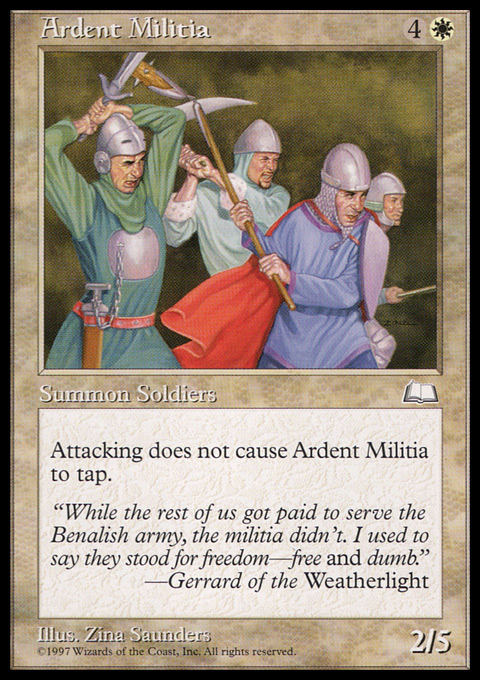 Ardent Militia 4
Summon Soldiers
Attacking does not cause Ardent Militia
to tap.
“While the rest of us got paid to serve the
Benalish army, the militia didn’t. I used to
say they stood for freedom—free and dumb.”
—Gerrard of the Weatherlight
Illus. Zina Saunders
2/5
©1997 Wizards of the Coast, Inc. All rights reserved.